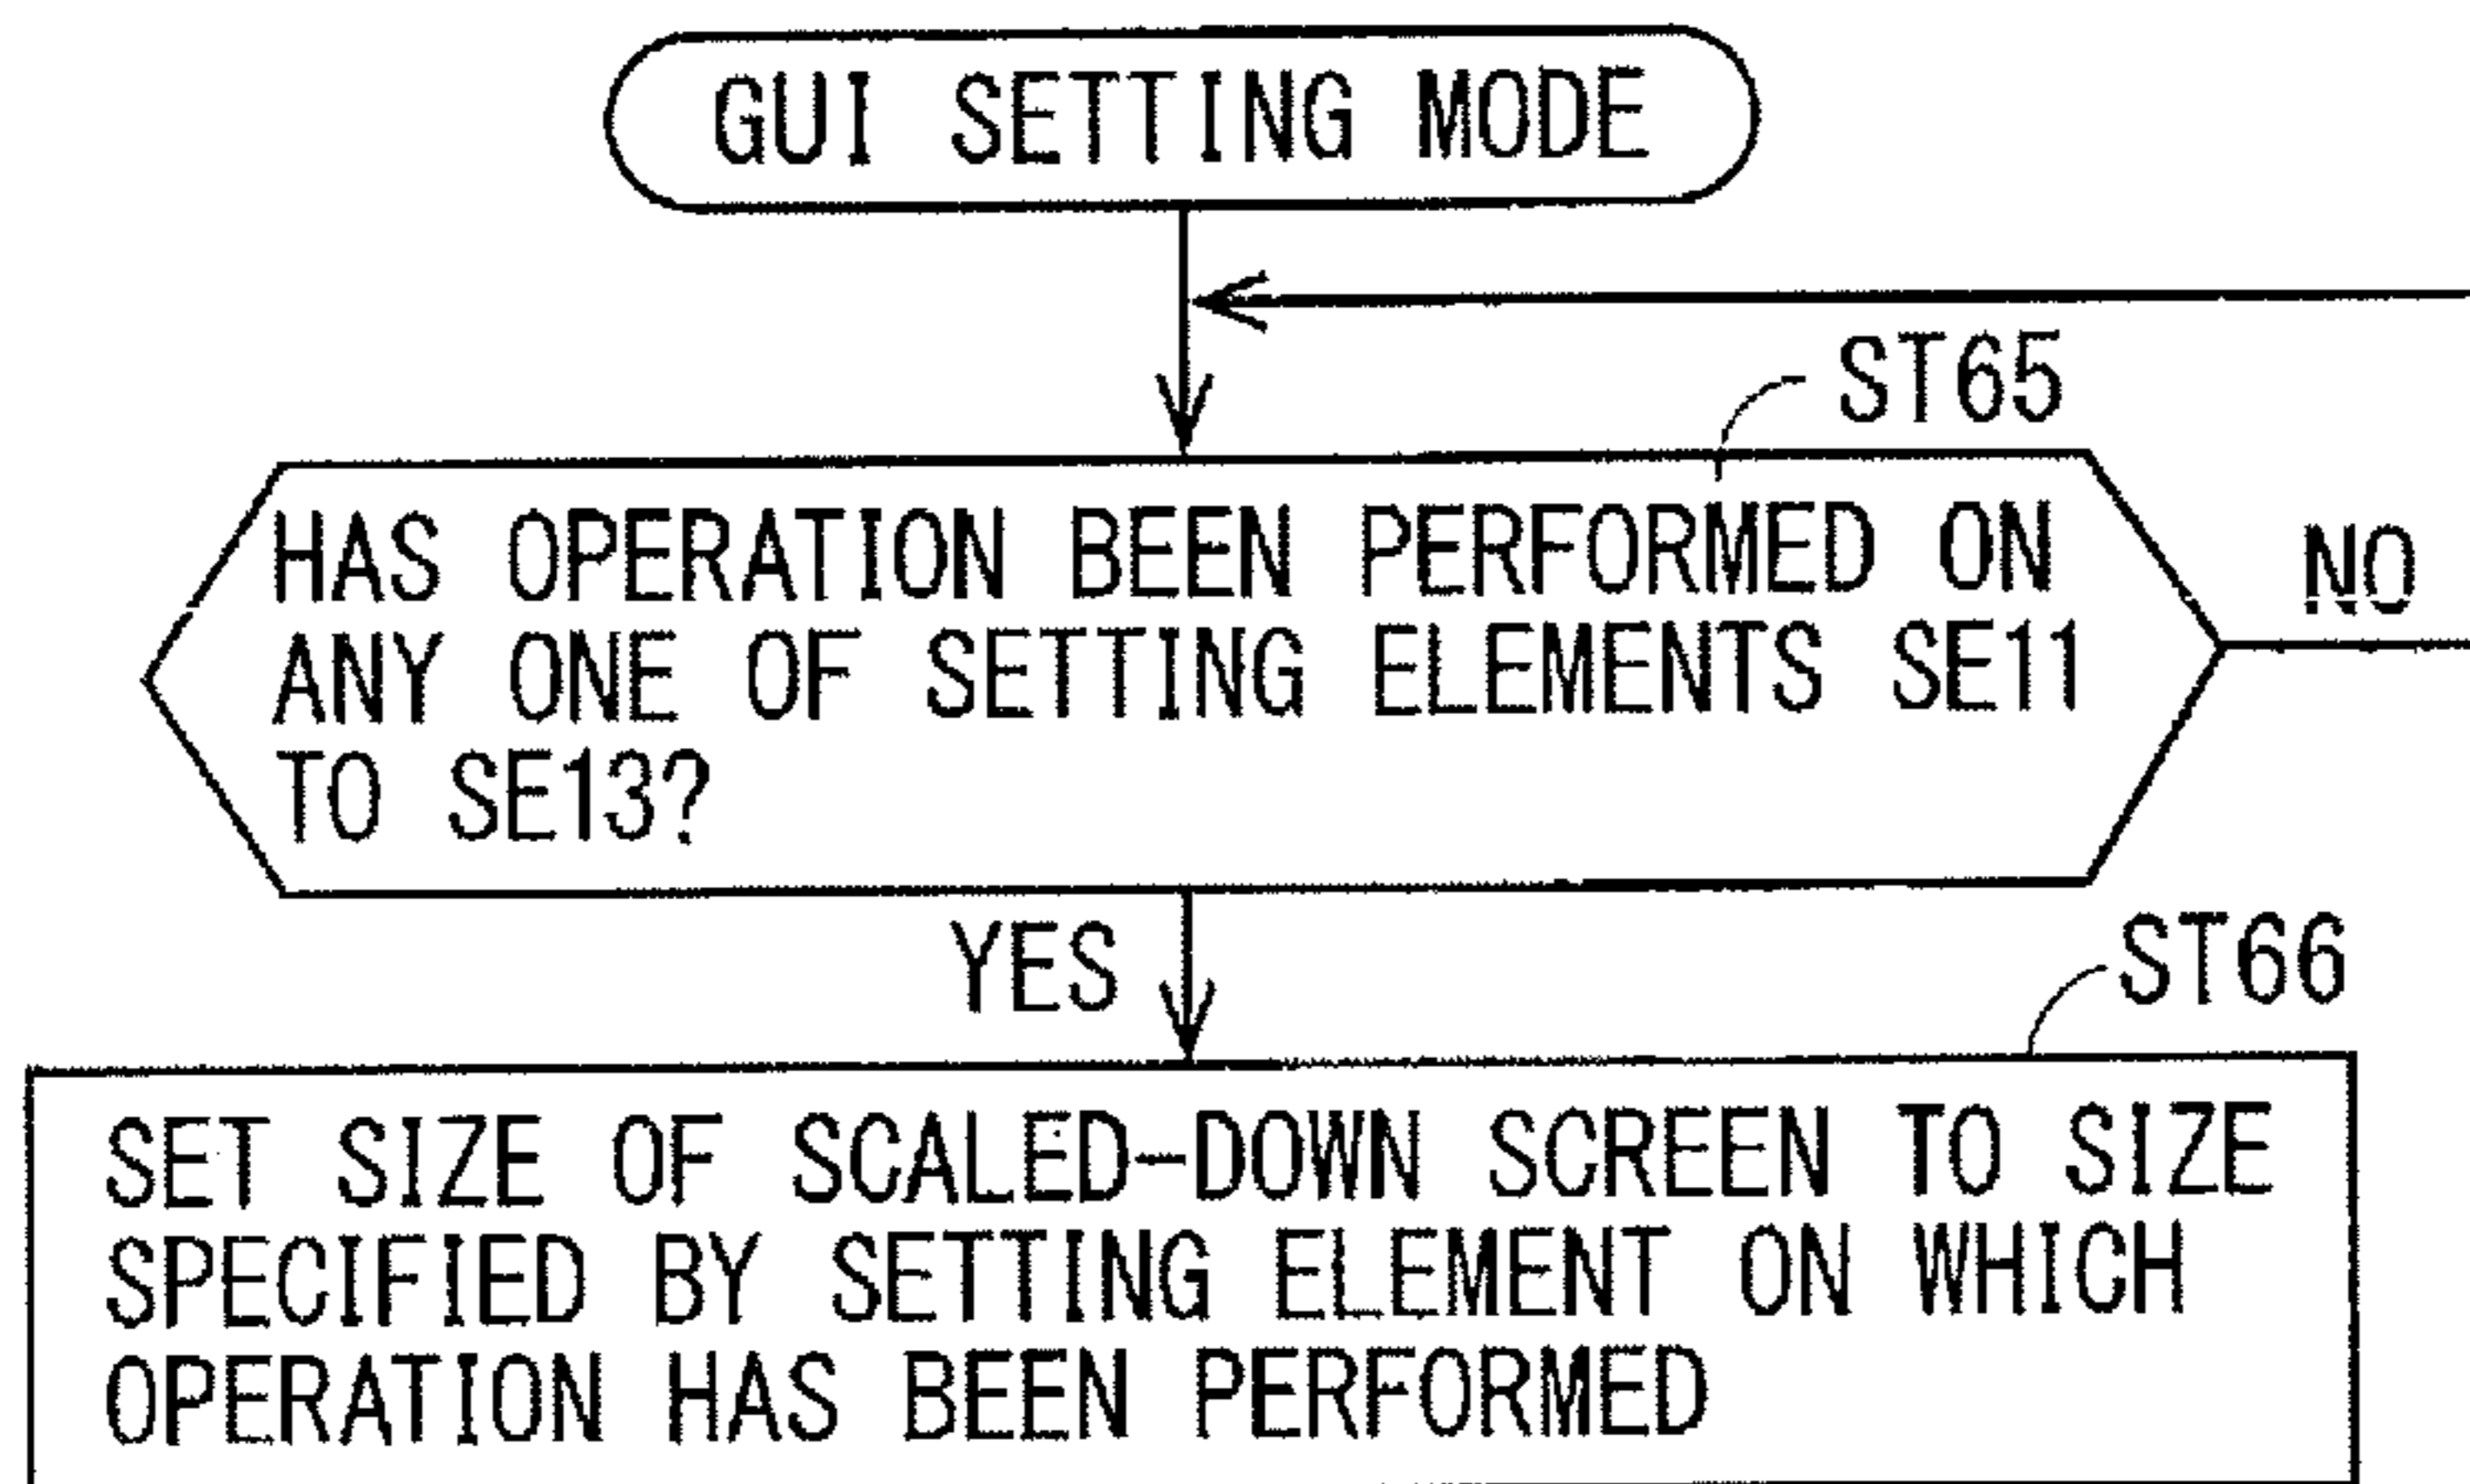 GUI SETTING MODE
ST65
HAS OPERATION BEEN PERFORMED ON
ANY ONE OF SETTING ELEMENTS SE11
TO SE13?
NO
YES
ST66
SET SIZE OF SCALED-DOWN SCREEN TO SIZE
SPECIFIED BY SETTING ELEMENT ON WHICH
OPERATION HAS BEEN PERFORMED